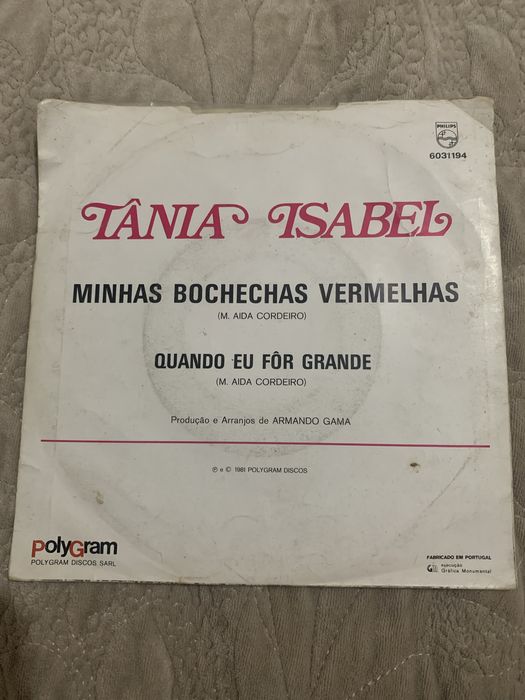 PHILIPS
6031194
TÂNIA ISABEL
MINHAS BOCHECHAS VERMELHAS
(M. AIDA CORDEIRO)
QUANDO EU FÔR GRANDE
(M. AIDA CORDEIRO)
Produção e Arranjos de ARMANDO GAMA
℗ e © 1981 POLYGRAM DISCOS
PolyGram
POLYGRAM DISCOS SARL
FABRICADO EM PORTUGAL
execução
Gráfica Monumental